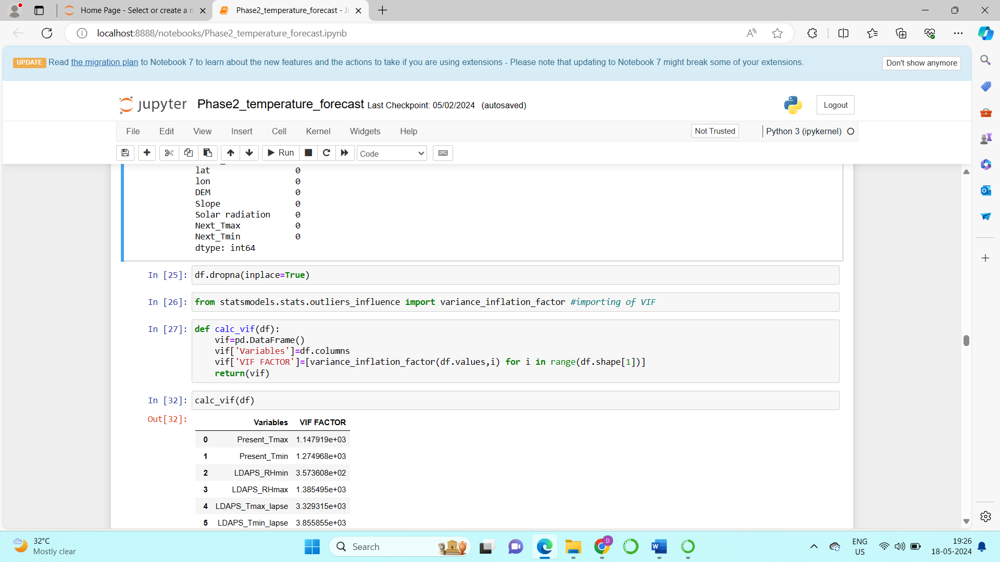 Home Page - Select or create a n
Phase2_temperature_forecast - Ju
localhost:8888/notebooks/Phase2_temperature_forecast.ipynb
UPDATE Read the migration plan to Notebook 7 to learn about the new features and the actions to take if you are using extensions - Please note that updating to Notebook 7 might break some of your extensions.
Don't show anymore
jupyter Phase2_temperature_forecast Last Checkpoint: 05/02/2024 (autosaved)
Logout
File Edit View Insert Cell Kernel Widgets Help
Not Trusted
Python 3 (ipykernel)
Run
Code
lat 0
lon 0
DEM 0
Slope 0
Solar radiation 0
Next_Tmax 0
Next_Tmin 0
dtype: int64
In [25]: df.dropna(inplace=True)
In [26]: from statsmodels.stats.outliers_influence import variance_inflation_factor #importing of VIF
In [27]: def calc_vif(df):
vif=pd.DataFrame()
vif['Variables']=df.columns
vif['VIF FACTOR']=[variance_inflation_factor(df.values,i) for i in range(df.shape[1])]
return(vif)
In [32]: calc_vif(df)
Out[32]:
Variables VIF FACTOR
0 Present_Tmax 1.147919e+03
1 Present_Tmin 1.274968e+03
2 LDAPS_RHmin 3.573608e+02
3 LDAPS_RHmax 1.385495e+03
4 LDAPS_Tmax_lapse 3.329315e+03
5 LDAPS_Tmin_lapse 3.855855e+03
32°C
Mostly clear
Search
D
ENG
US
19:26
18-05-2024